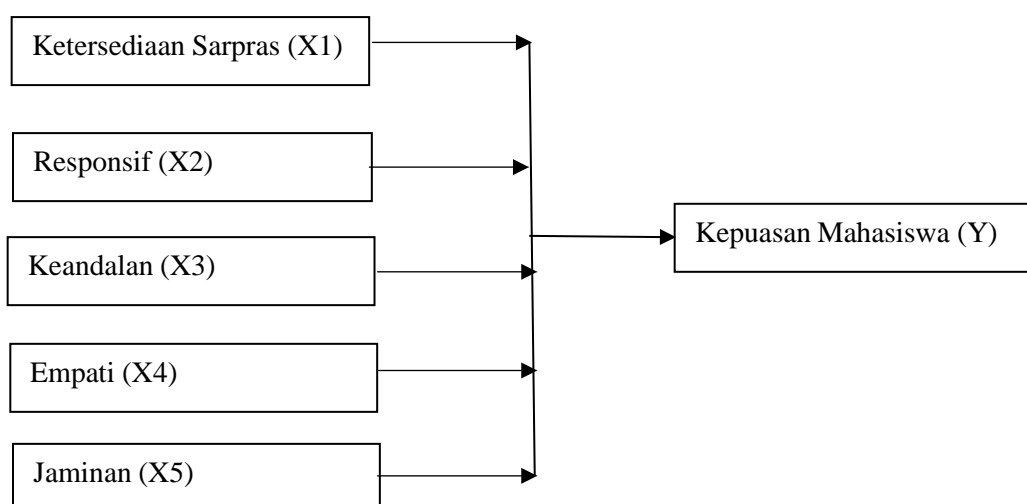 Ketersediaan Sarpras (X1)
Responsif (X2)
Keandalan (X3)
Empati (X4)
Jaminan (X5)
Kepuasan Mahasiswa (Y)